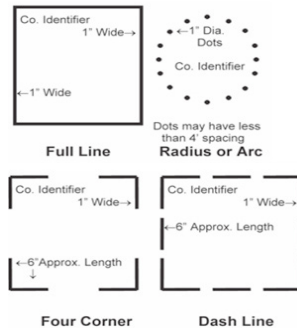 Co. Identifier
1” Wide→
←1” Wide
Full Line
←1” Dia.
Dots
Co. Identifier
Dots may have less
than 4’ spacing
Radius or Arc
Co. Identifier
1” Wide→
←6”Approx. Length
↓
Four Corner
Co. Identifier
1” Wide→
←6”Approx. Length
Dash Line